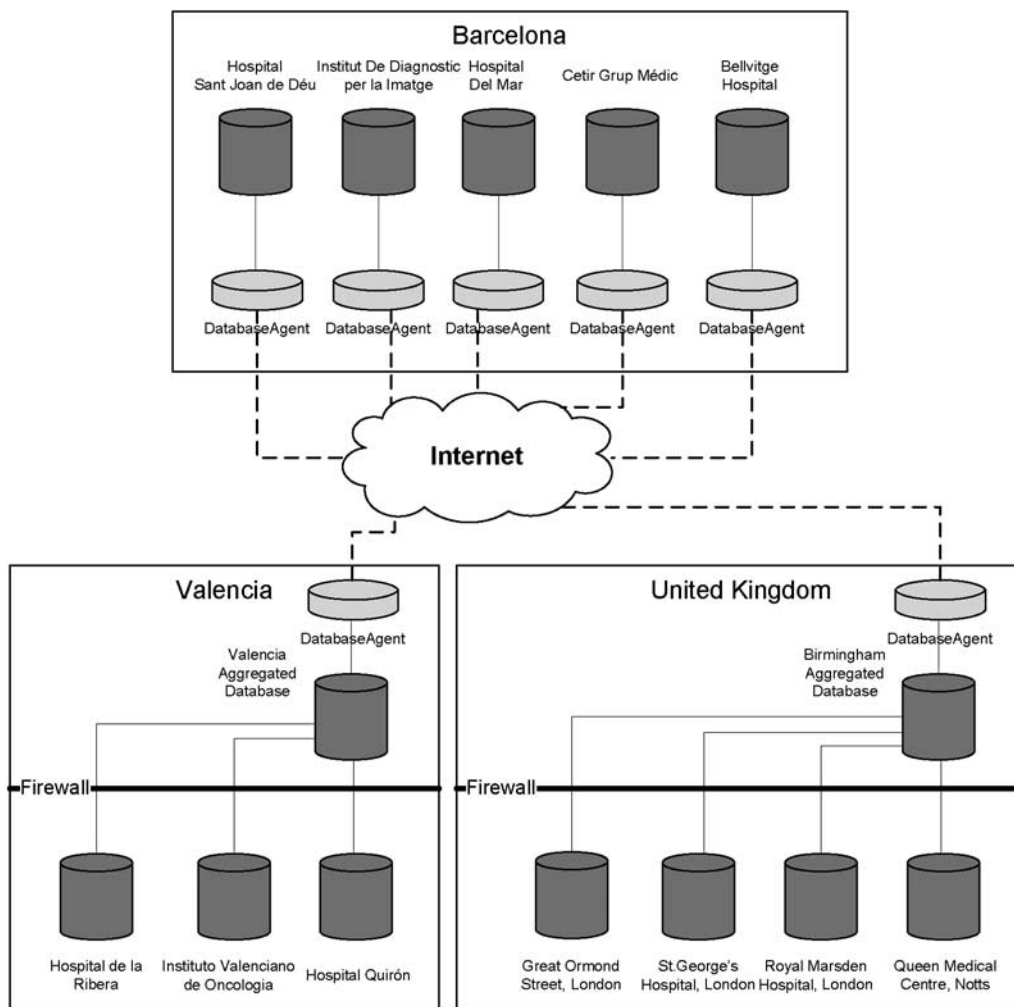 Barcelona
Hospital
Sant Joan de Déu
Institut De Diagnostic
per la Imatge
Hospital
Del Mar
Cetir Grup Médic
Bellvitge
Hospital
DatabaseAgent
DatabaseAgent
DatabaseAgent
DatabaseAgent
DatabaseAgent
Internet
Valencia
DatabaseAgent
Valencia
Aggregated
Database
Firewall
Hospital de la
Ribera
Instituto Valenciano
de Oncologia
Hospital Quirón
United Kingdom
DatabaseAgent
Birmingham
Aggregated
Database
Firewall
Great Ormond
Street, London
St.George's
Hospital, London
Royal Marsden
Hospital, London
Queen Medical
Centre, Notts